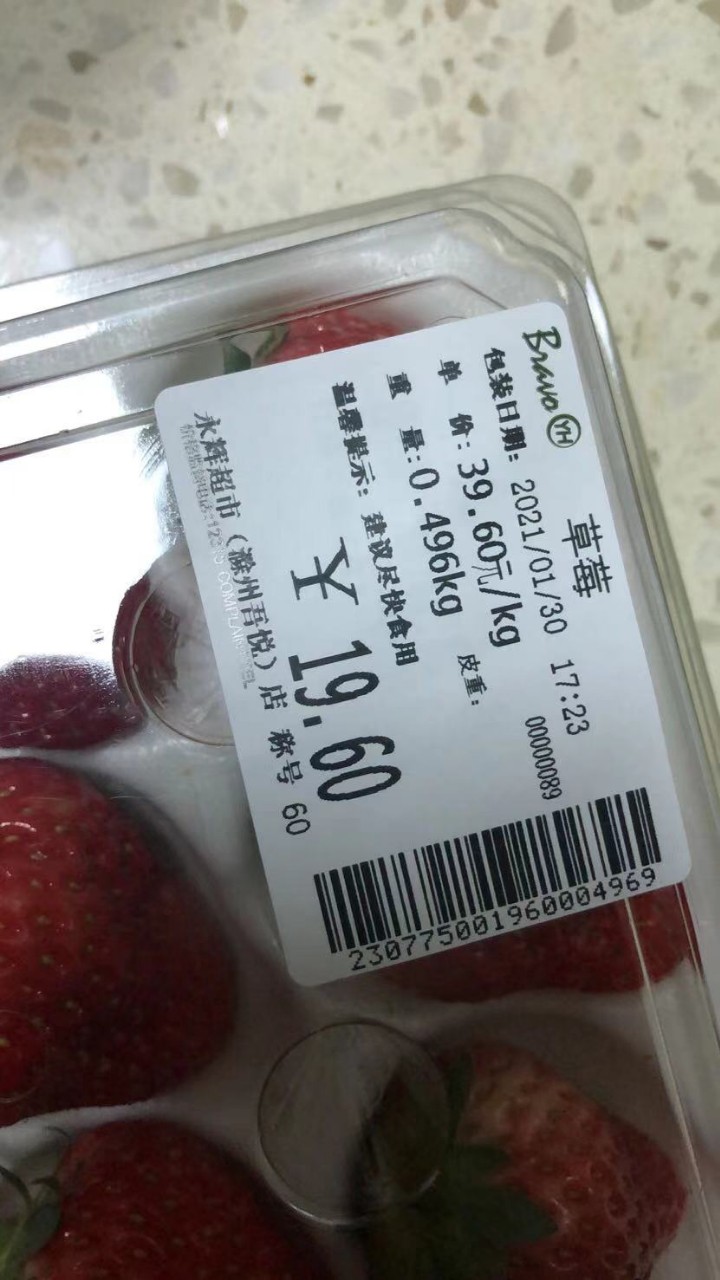 Bravo YH
草莓
包装日期: 2021/01/30 17:23
单 价: 39.60元/kg
00000089
重 量: 0.496kg
皮重:
温馨提示: 建议尽快食用
¥ 19.60
永辉超市(滁州吾悦)店 称号 60
2307750019600004969